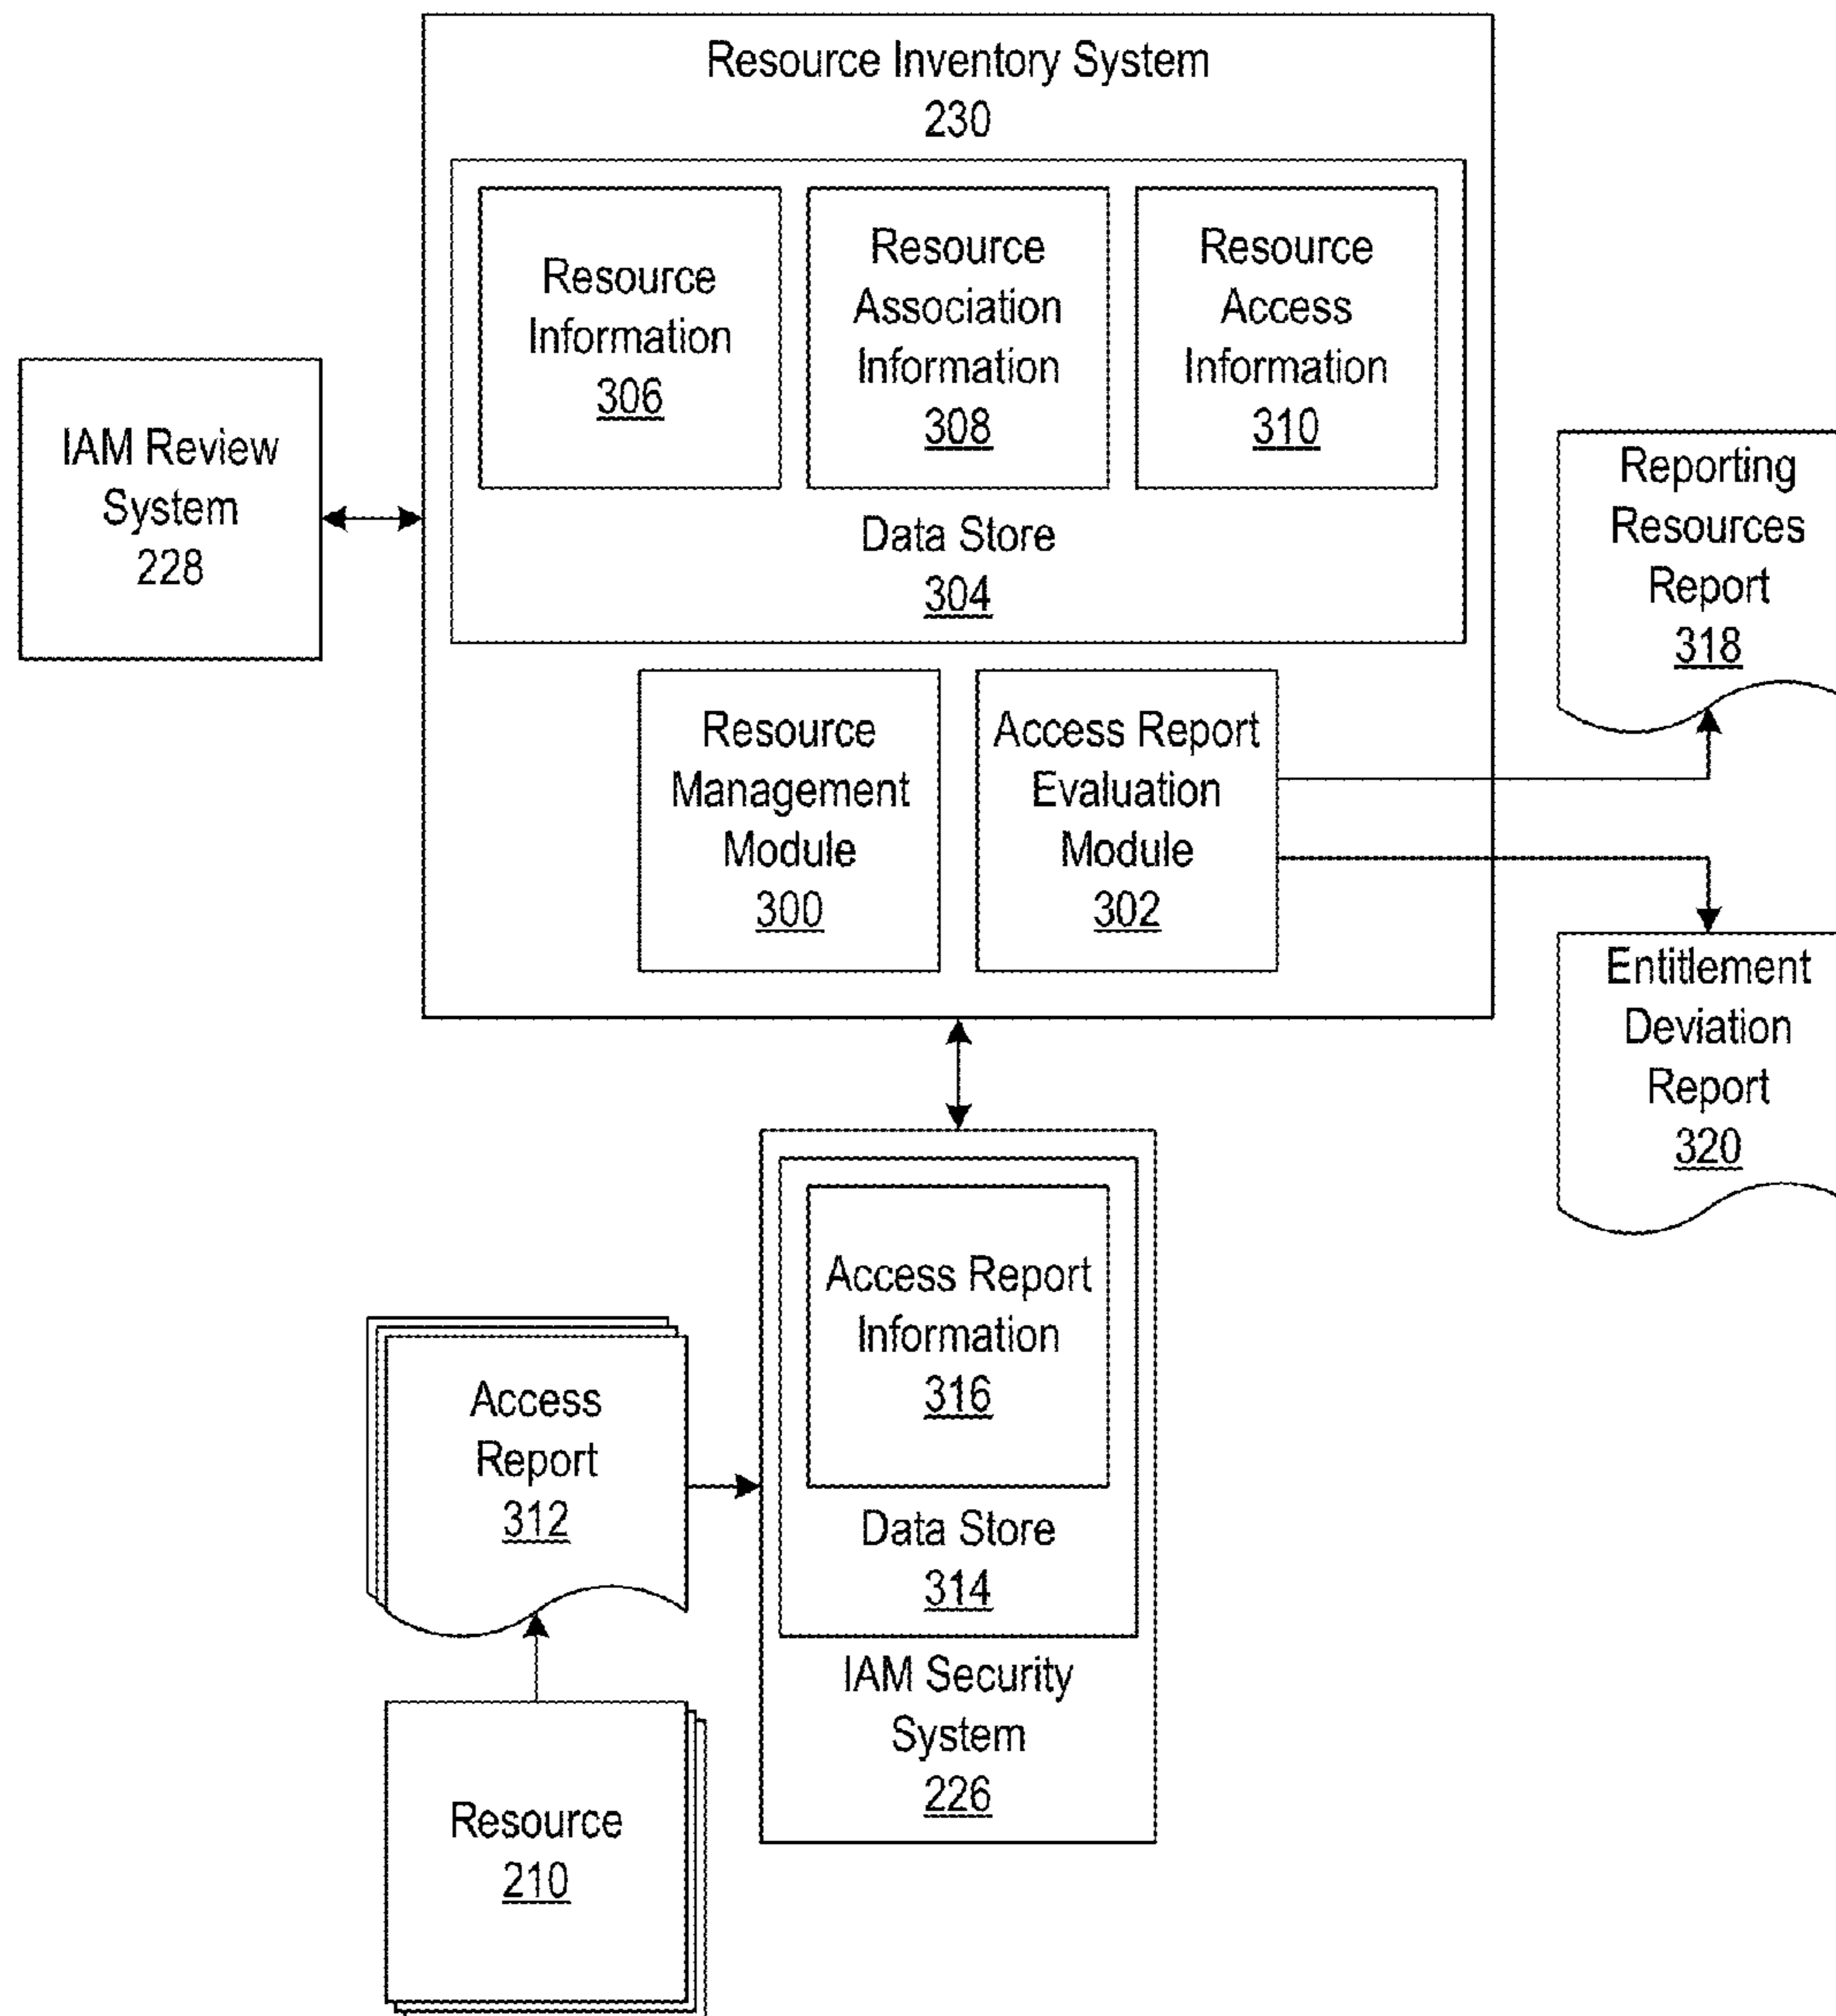 Resource Inventory System
230
Resource
Information
306
Resource
Association
Information
308
Resource
Access
Information
310
Data Store
304
IAM Review
System
228
Resource
Management
Module
300
Access Report
Evaluation
Module
302
Reporting
Resources
Report
318
Entitlement
Deviation
Report
320
Access Report
Information
316
Data Store
314
IAM Security
System
226
Access
Report
312
Resource
210